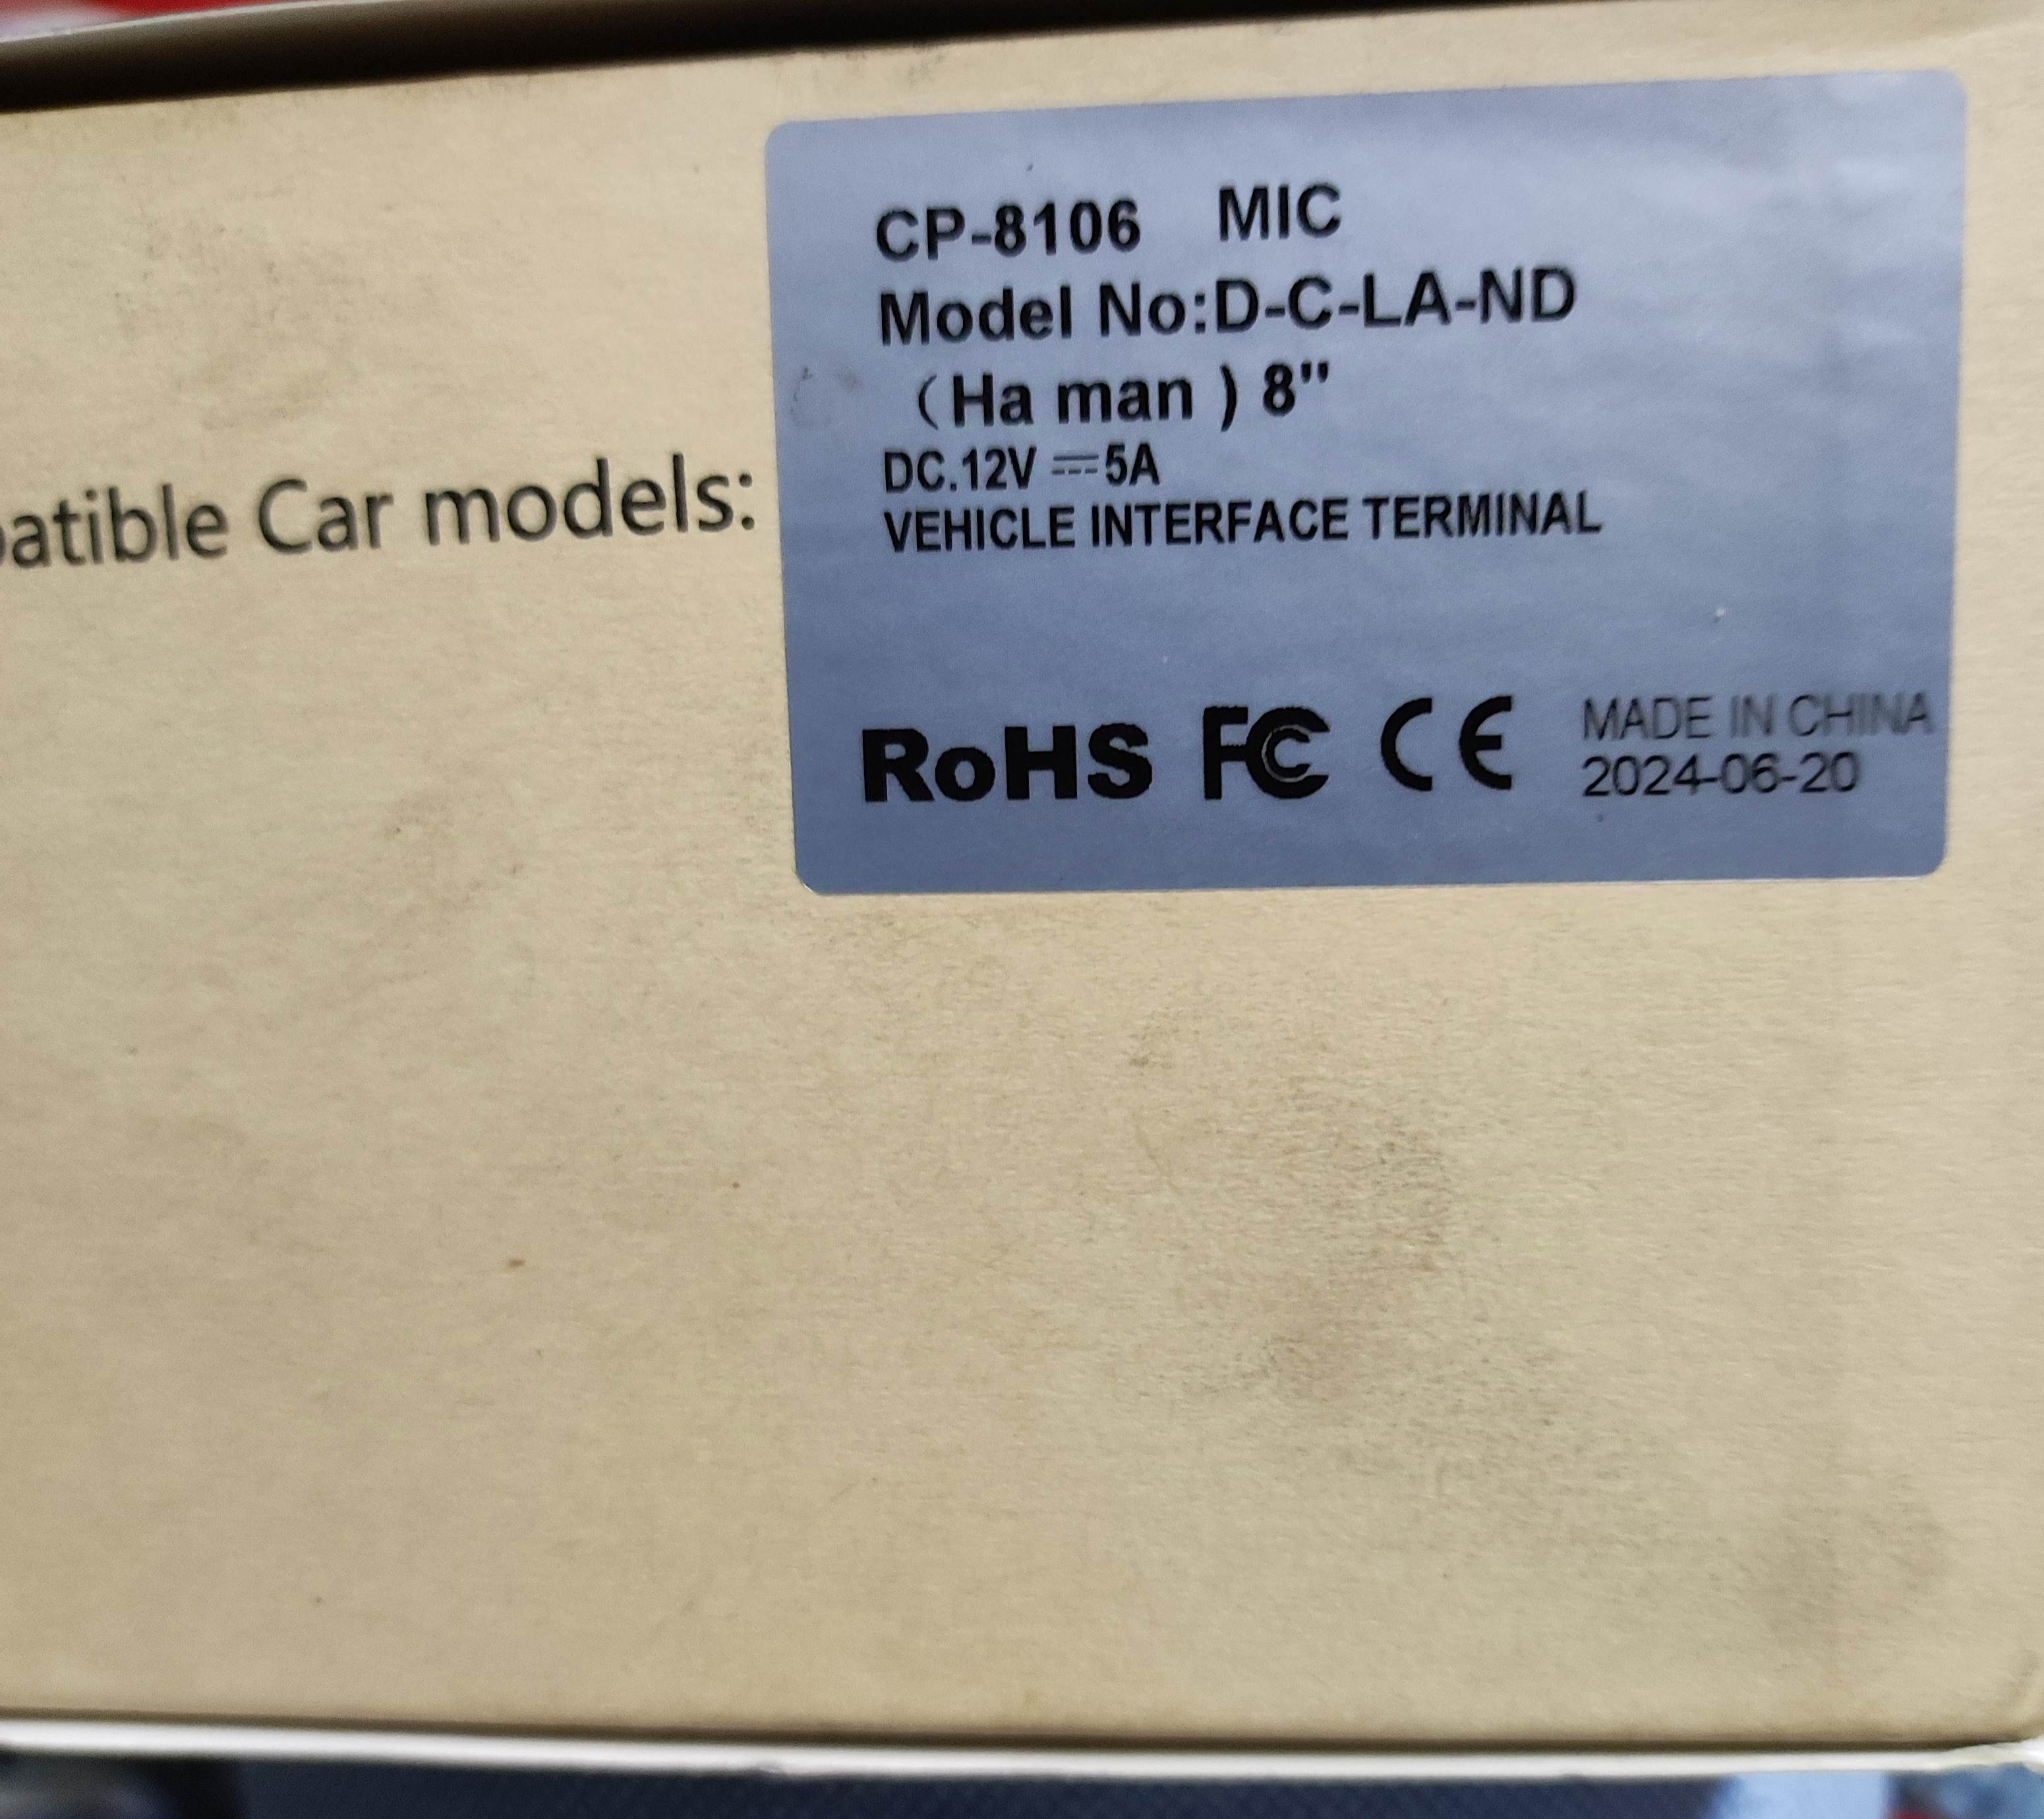 CP-8106 MIC
Model No:D-C-LA-ND
（Ha man ) 8"
DC.12V ⎓5A
VEHICLE INTERFACE TERMINAL
atible Car models:
RoHS FC CE MADE IN CHINA
2024-06-20